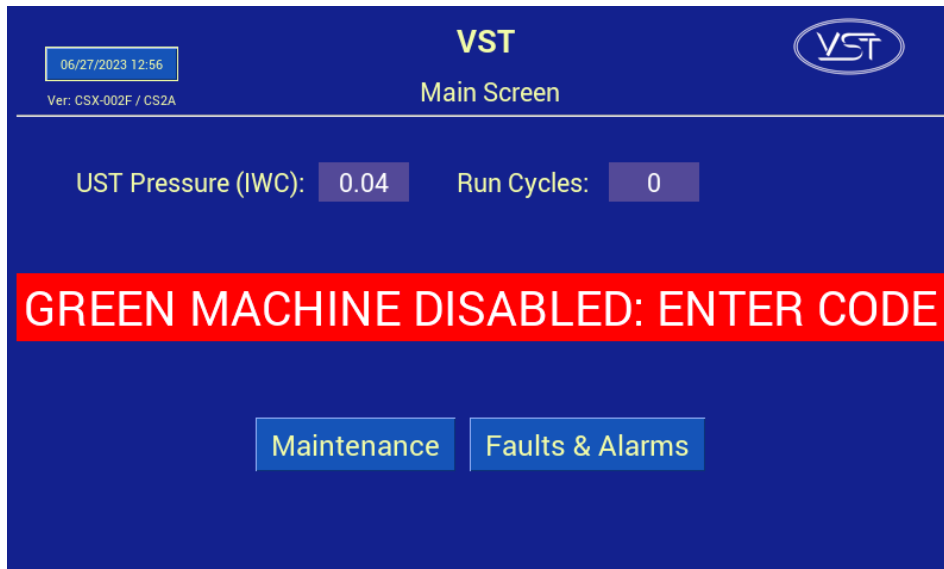 VST
VST
06/27/2023 12:56
Main Screen
Ver: CSX-002F / CS2A
UST Pressure (IWC): 0.04 Run Cycles: 0
GREEN MACHINE DISABLED: ENTER CODE
Maintenance Faults & Alarms